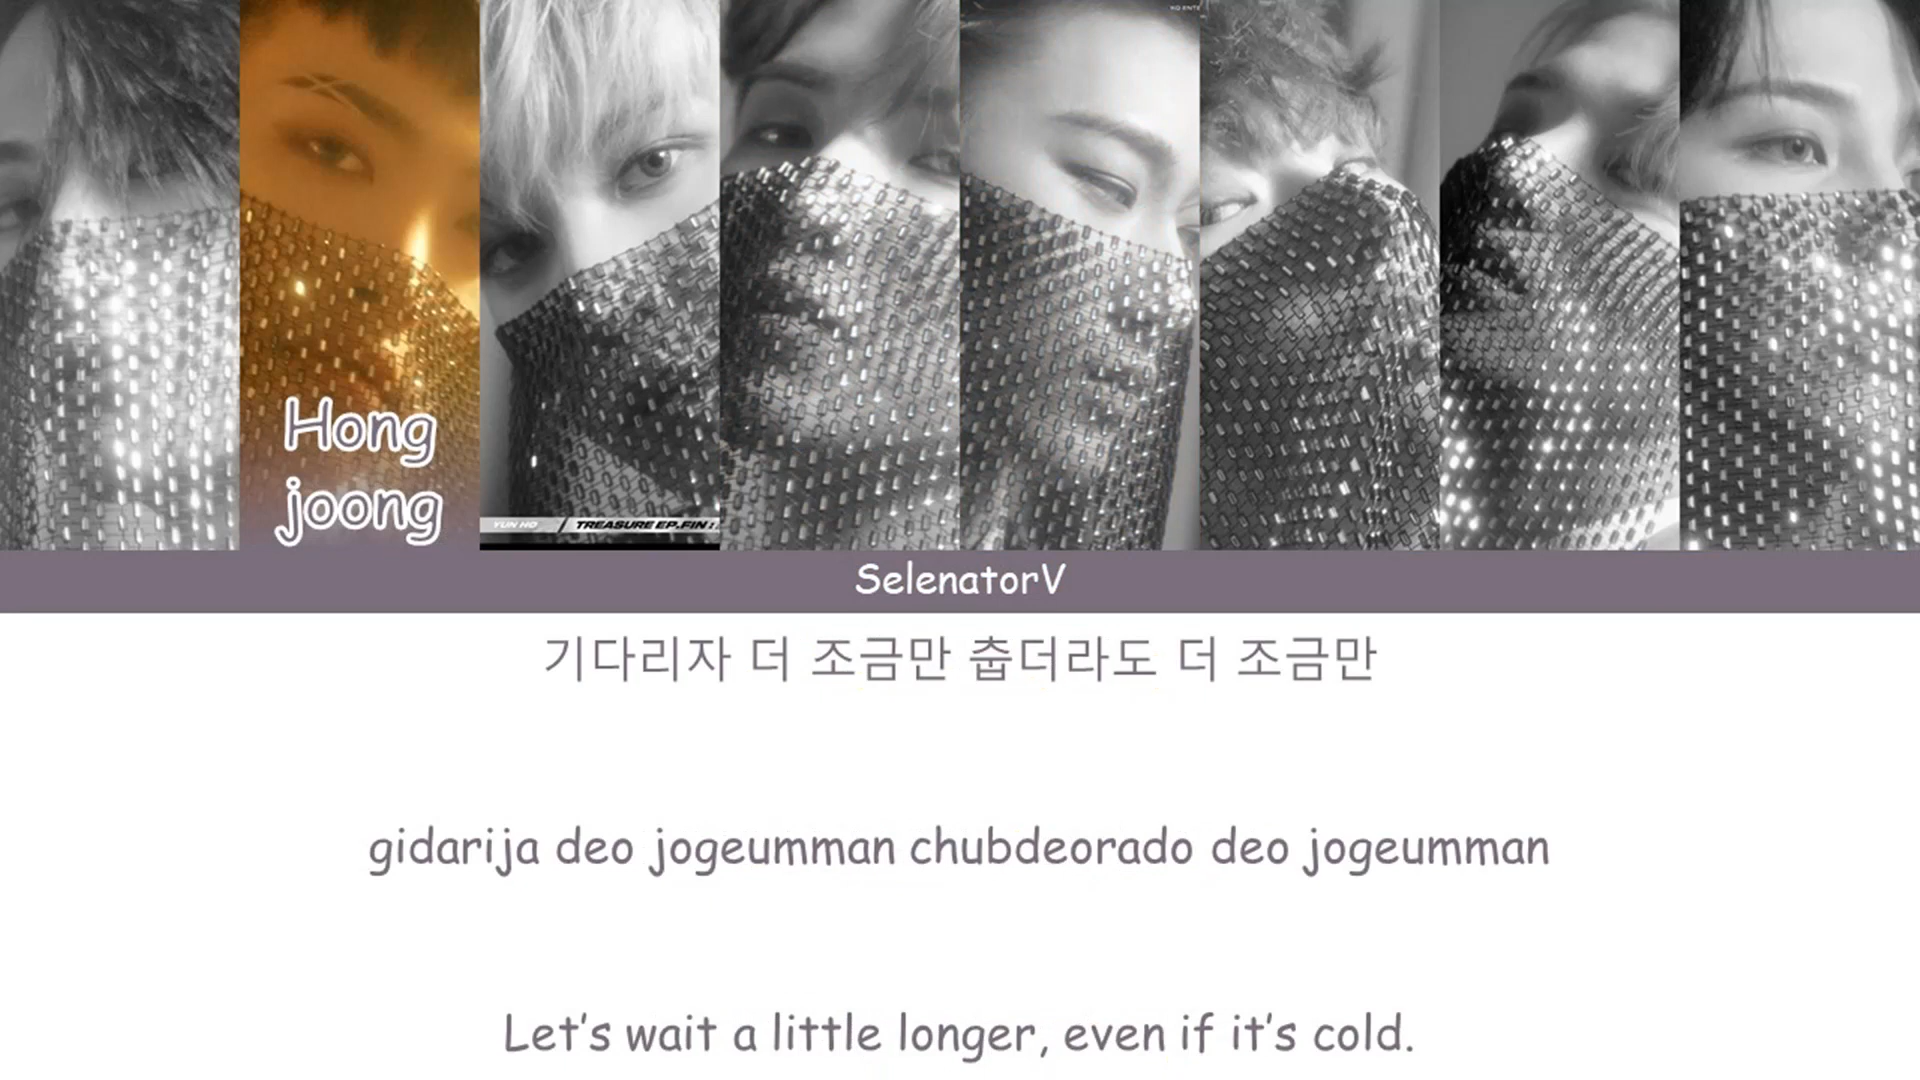 Hong
joong
YUN HO / TREASURE EP.FIN :
SelenatorV
기다리자 더 조금만 춥더라도 더 조금만
gidarija deo jogeumman chubdeorado deo jogeumman
Let's wait a little longer, even if it's cold.